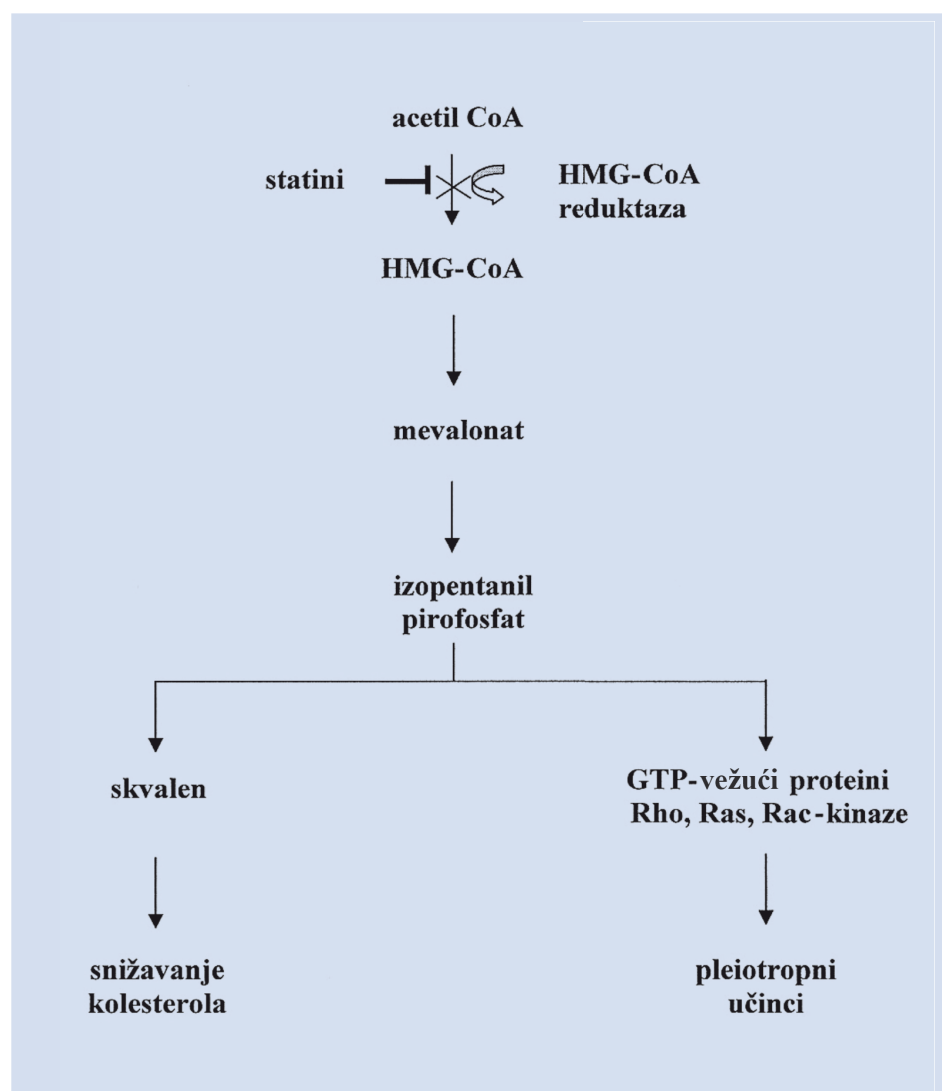 acetil CoA
statini
HMG-CoA
reduktaza
HMG-CoA
mevalonat
izopentanil
pirofosfat
skvalen
GTP-vežući proteini
Rho, Ras, Rac-kinaze
snižavanje
kolesterola
pleiotropni
učinci